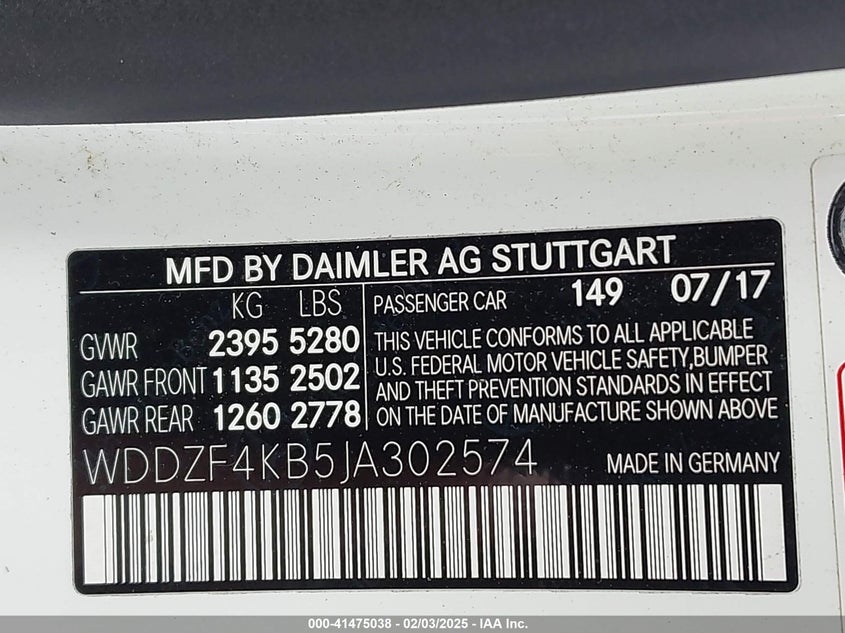 MFD BY DAIMLER AG STUTTGART
KG LBS
GVWR 2395 5280
GAWR FRONT 1135 2502
GAWR REAR 1260 2778
PASSENGER CAR 149 07/17
THIS VEHICLE CONFORMS TO ALL APPLICABLE
U.S. FEDERAL MOTOR VEHICLE SAFETY,BUMPER
AND THEFT PREVENTION STANDARDS IN EFFECT
ON THE DATE OF MANUFACTURE SHOWN ABOVE
WDDZF4KB5JA302574 MADE IN GERMANY
000-41475038 - 02/03/2025 - IAA Inc.